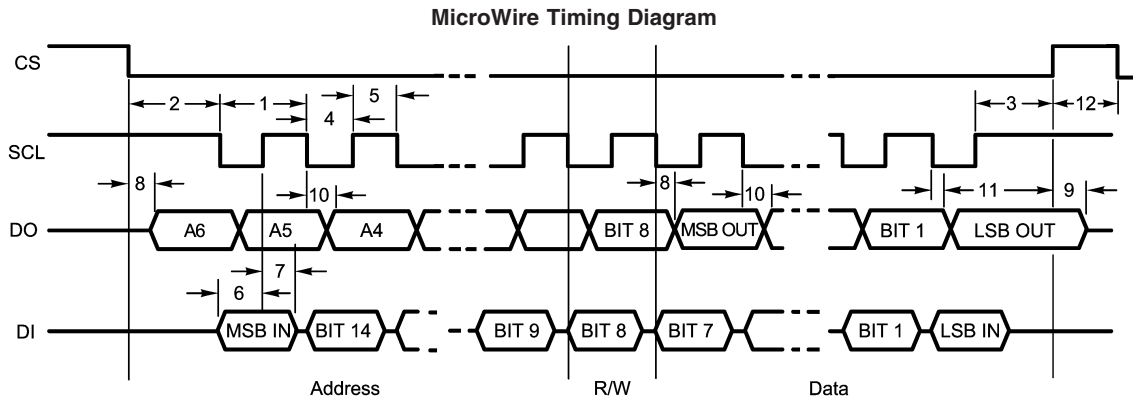 MicroWire Timing Diagram
CS
2 1 5 4 3 12
SCL
8 10 8 10 11 9
DO A6 A5 A4 BIT 8 MSB OUT BIT 1 LSB OUT
7
6
DI MSB IN BIT 14 BIT 9 BIT 8 BIT 7 BIT 1 LSB IN
Address R/W Data